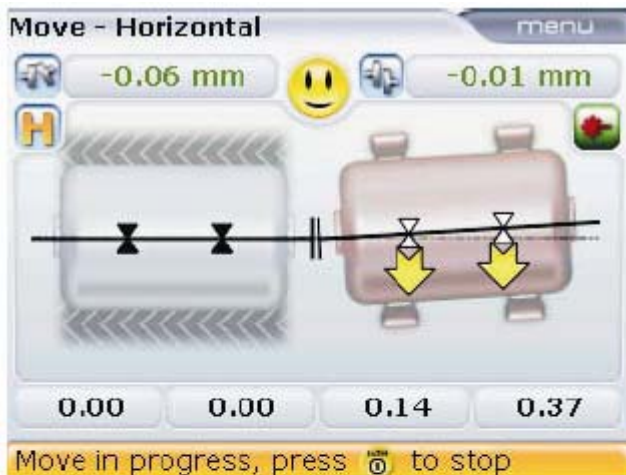 Move - Horizontal menu
-0.06 mm -0.01 mm
H
0.00 0.00 0.14 0.37
Move in progress, press to stop